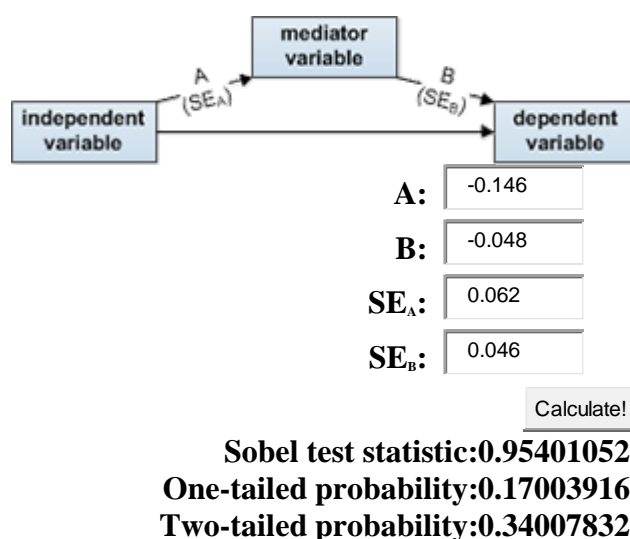 mediator
variable
A
(SEA)
B
(SEB)
independent
variable
dependent
variable
A: -0.146
B: -0.048
SEA: 0.062
SEB: 0.046
Calculate!
Sobel test statistic:0.95401052
One-tailed probability:0.17003916
Two-tailed probability:0.34007832